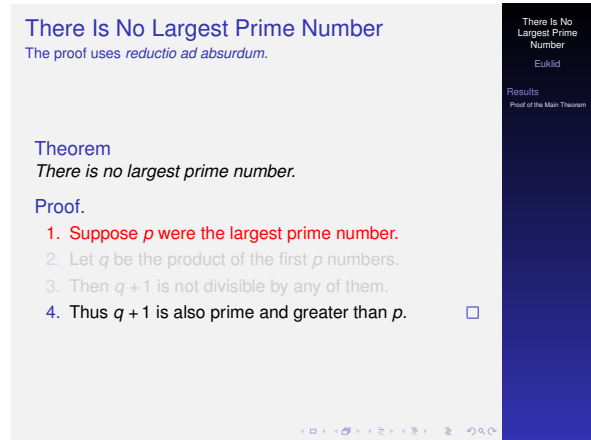 There Is No Largest Prime Number
The proof uses reductio ad absurdum.
Theorem
There is no largest prime number.
Proof.
1. Suppose p were the largest prime number.
2. Let q be the product of the first p numbers.
3. Then q + 1 is not divisible by any of them.
4. Thus q + 1 is also prime and greater than p.
There Is No
Largest Prime
Number
Euklid
Results
Proof of the Main Theorem